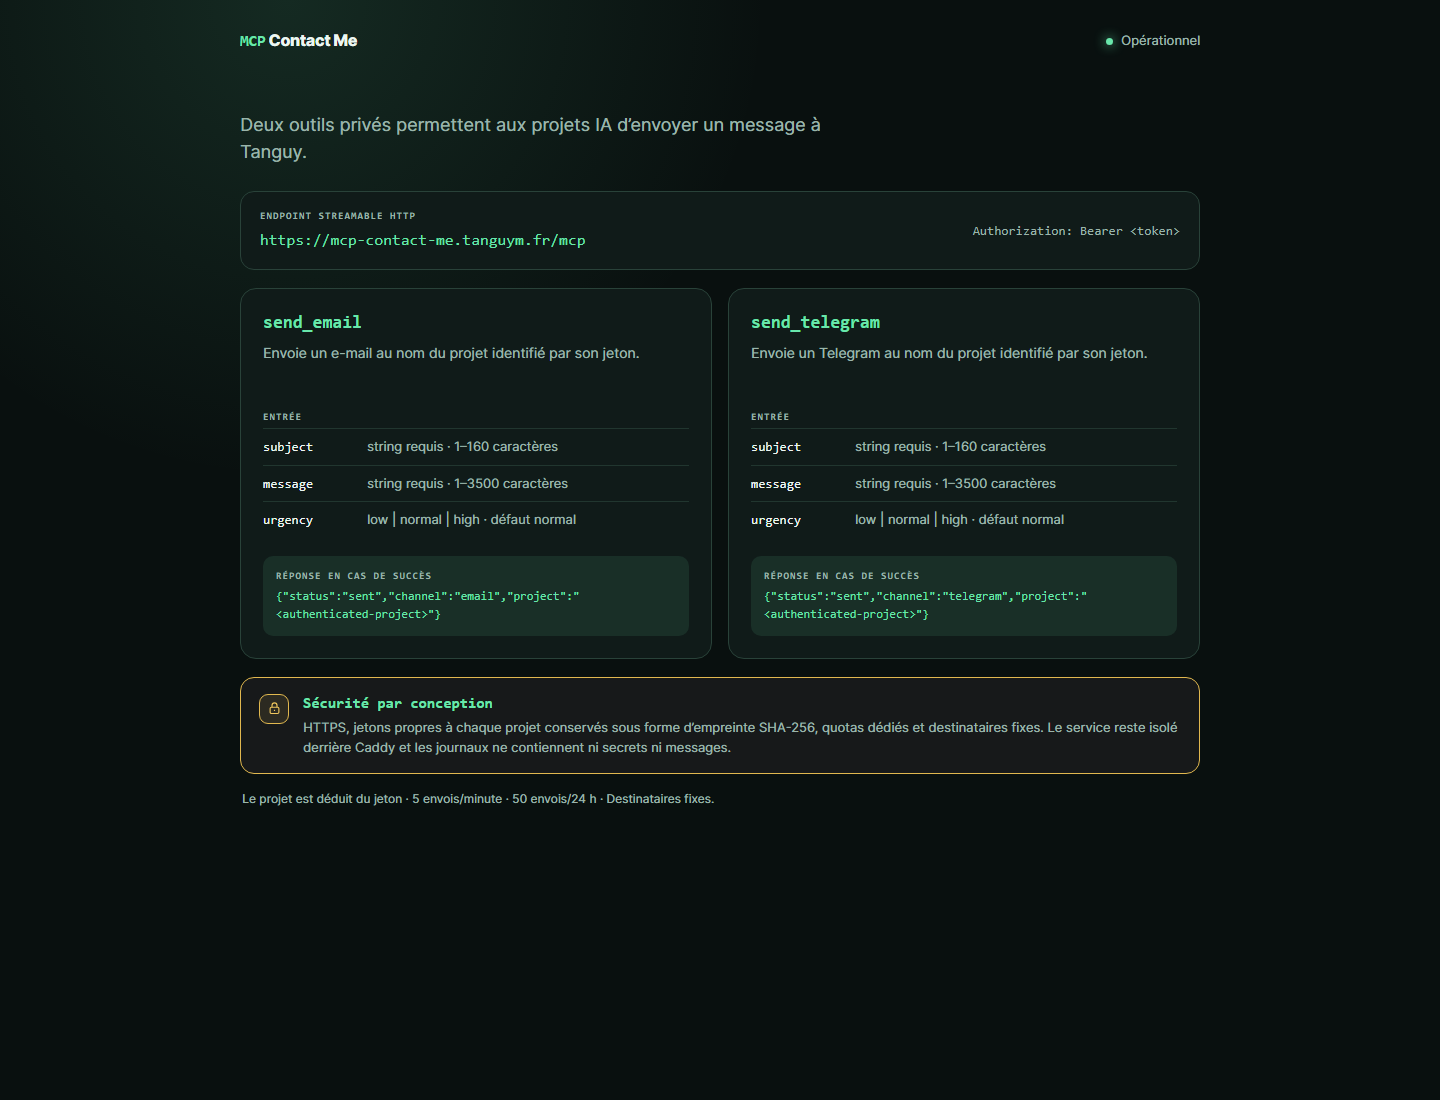 MCP Contact Me
Opérationnel
Deux outils privés permettent aux projets IA d’envoyer un message à
Tanguy.
ENDPOINT STREAMABLE HTTP
https://mcp-contact-me.tanguym.fr/mcp
Authorization: Bearer <token>
send_email
Envoie un e-mail au nom du projet identifié par son jeton.
ENTRÉE
subject string requis · 1–160 caractères
message string requis · 1–3500 caractères
urgency low | normal | high · défaut normal
RÉPONSE EN CAS DE SUCCÈS
{"status":"sent","channel":"email","project":"
<authenticated-project>"}
send_telegram
Envoie un Telegram au nom du projet identifié par son jeton.
ENTRÉE
subject string requis · 1–160 caractères
message string requis · 1–3500 caractères
urgency low | normal | high · défaut normal
RÉPONSE EN CAS DE SUCCÈS
{"status":"sent","channel":"telegram","project":"
<authenticated-project>"}
Sécurité par conception
HTTPS, jetons propres à chaque projet conservés sous forme d’empreinte SHA-256, quotas dédiés et destinataires fixes. Le service reste isolé
derrière Caddy et les journaux ne contiennent ni secrets ni messages.
Le projet est déduit du jeton · 5 envois/minute · 50 envois/24 h · Destinataires fixes.